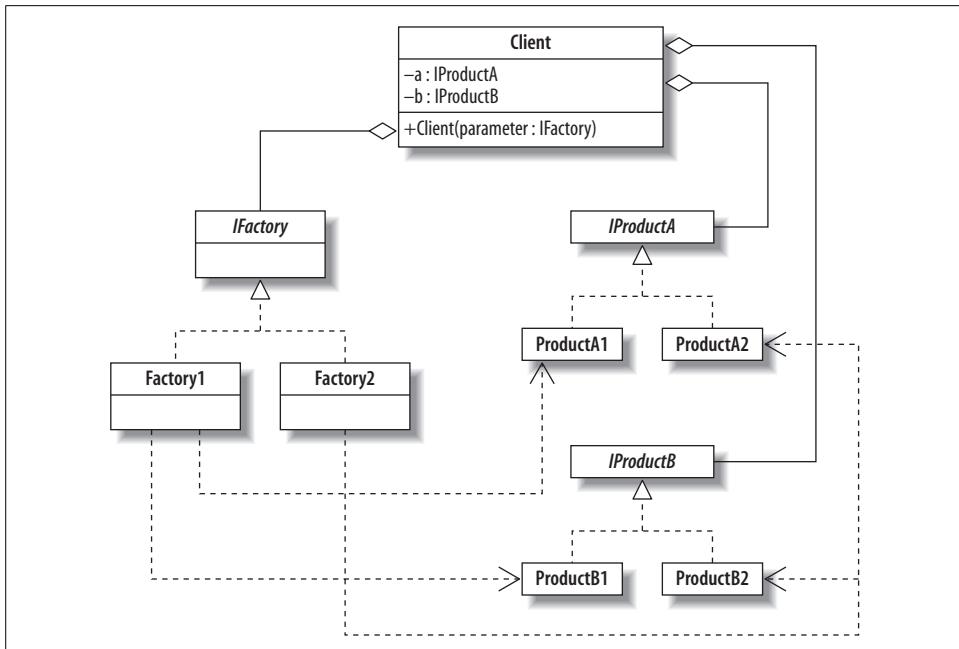 Client
–a : IProductA
–b : IProductB
+Client(parameter : IFactory)
IFactory
IProductA
ProductA1
ProductA2
Factory1
Factory2
IProductB
ProductB1
ProductB2